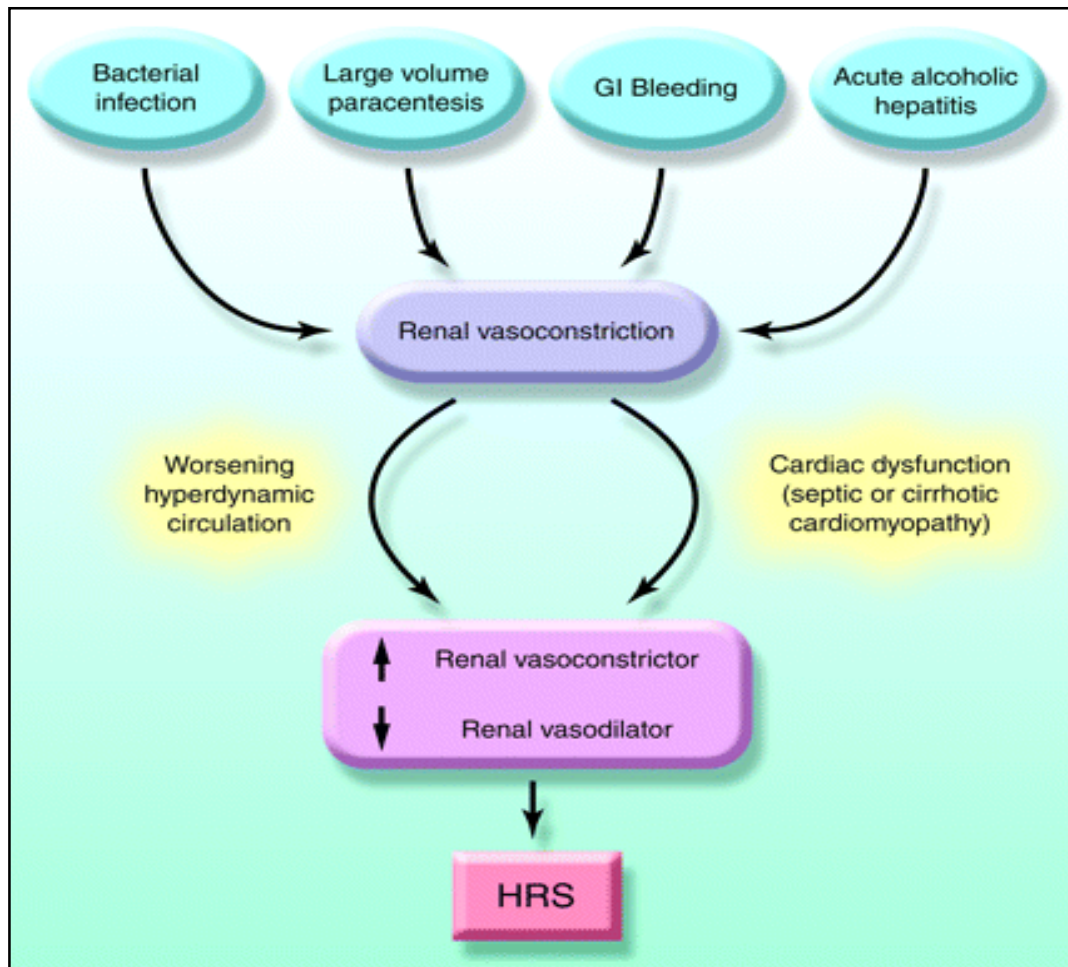 Bacterial
infection
Large volume
paracentesis
GI Bleeding
Acute alcoholic
hepatitis
Renal vasoconstriction
Worsening
hyperdynamic
circulation
Cardiac dysfunction
(septic or cirrhotic
cardiomyopathy)
Renal vasoconstrictor
Renal vasodilator
HRS